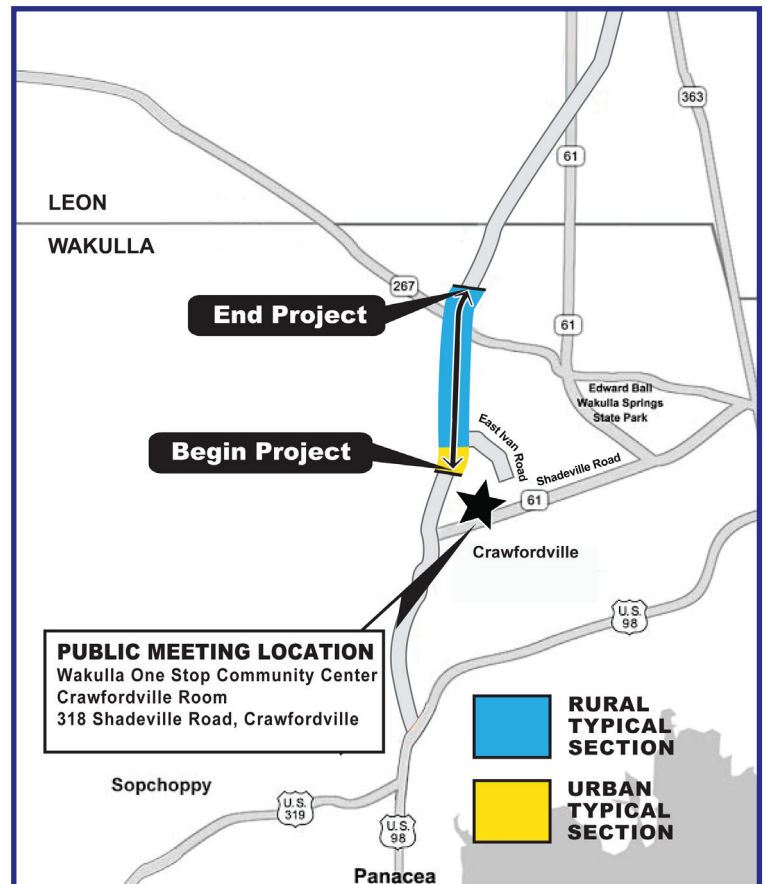 363
61
LEON
WAKULLA
267
End Project
61
Edward Ball
Wakulla Springs
State Park
East Ivan
Road
Begin Project
Shadeville Road
61
Crawfordville
U.S.
98
PUBLIC MEETING LOCATION
Wakulla One Stop Community Center
Crawfordville Room
318 Shadeville Road, Crawfordville
RURAL
TYPICAL
SECTION
Sopchoppy
URBAN
TYPICAL
SECTION
U.S.
319
U.S.
98
Panacea